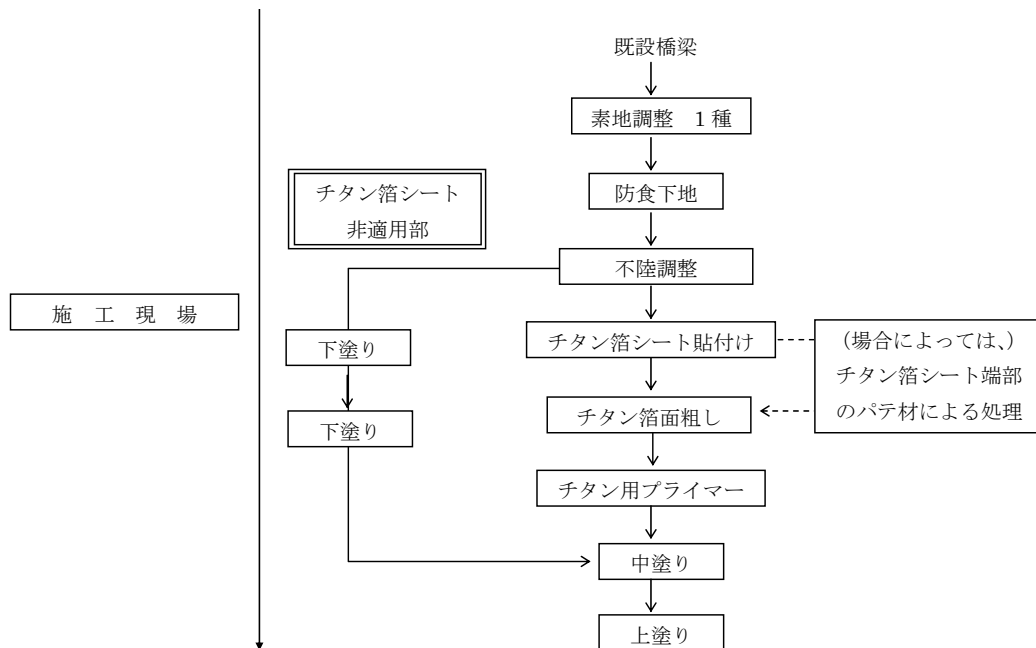 既設橋梁
素地調整　１種
防食下地
チタン箔シート
非適用部
不陸調整
施　工　現　場
下塗り
チタン箔シート貼付け
（場合によっては、）
チタン箔シート端部
のパテ材による処理
下塗り
チタン箔面粗し
チタン用プライマー
中塗り
上塗り